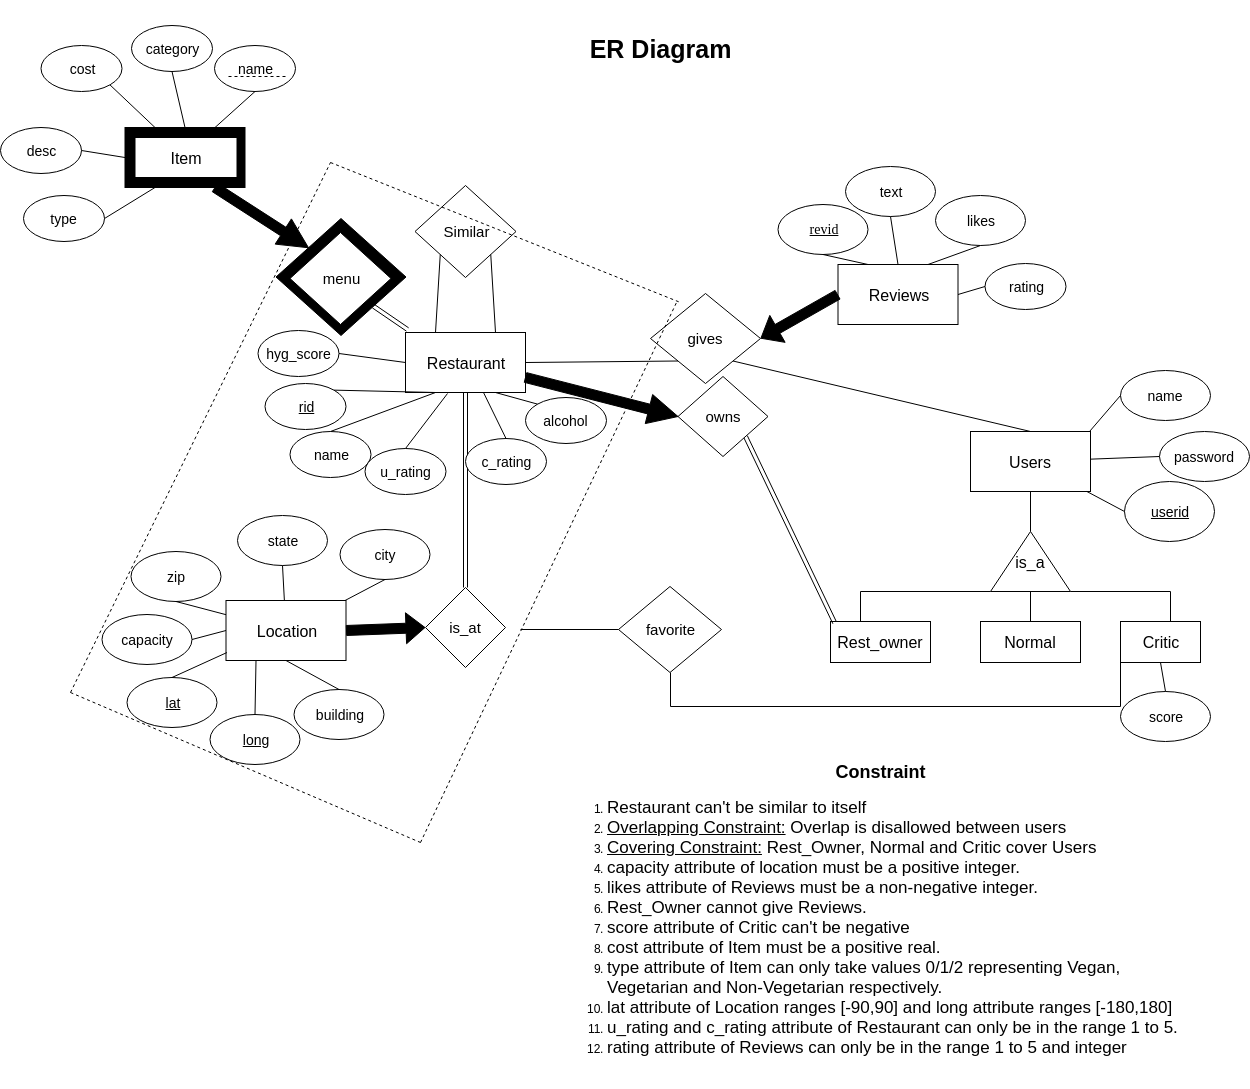 ER Diagram
category
cost
name
desc
Item
type
text
revid
likes
Similar
menu
Reviews
rating
gives
hyg_score
Restaurant
rid
name
alcohol
owns
name
u_rating
c_rating
Users
password
userid
state
city
is_a
zip
Location
is_at
favorite
capacity
Rest_owner
Normal
Critic
lat
building
long
score
Constraint
1. Restaurant can't be similar to itself
2. Overlapping Constraint: Overlap is disallowed between users
3. Covering Constraint: Rest_Owner, Normal and Critic cover Users
4. capacity attribute of location must be a positive integer.
5. likes attribute of Reviews must be a non-negative integer.
6. Rest_Owner cannot give Reviews.
7. score attribute of Critic can't be negative
8. cost attribute of Item must be a positive real.
9. type attribute of Item can only take values 0/1/2 representing Vegan,
Vegetarian and Non-Vegetarian respectively.
10. lat attribute of Location ranges [-90,90] and long attribute ranges [-180,180]
11. u_rating and c_rating attribute of Restaurant can only be in the range 1 to 5.
12. rating attribute of Reviews can only be in the range 1 to 5 and integer